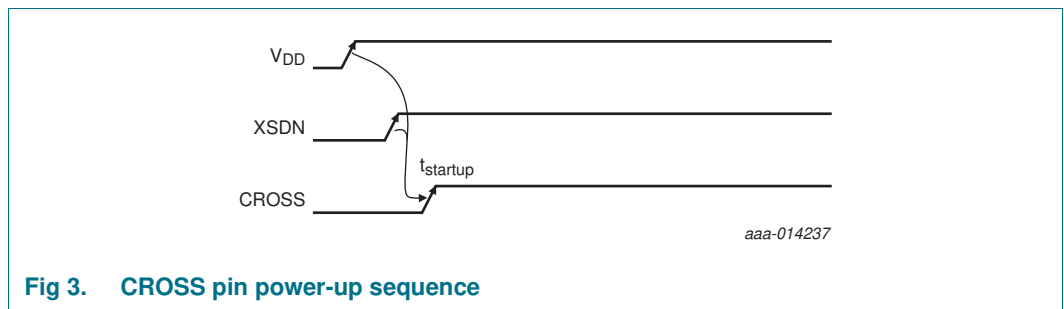 VDD
XSDN
tstartup
CROSS
aaa-014237
Fig 3. CROSS pin power-up sequence